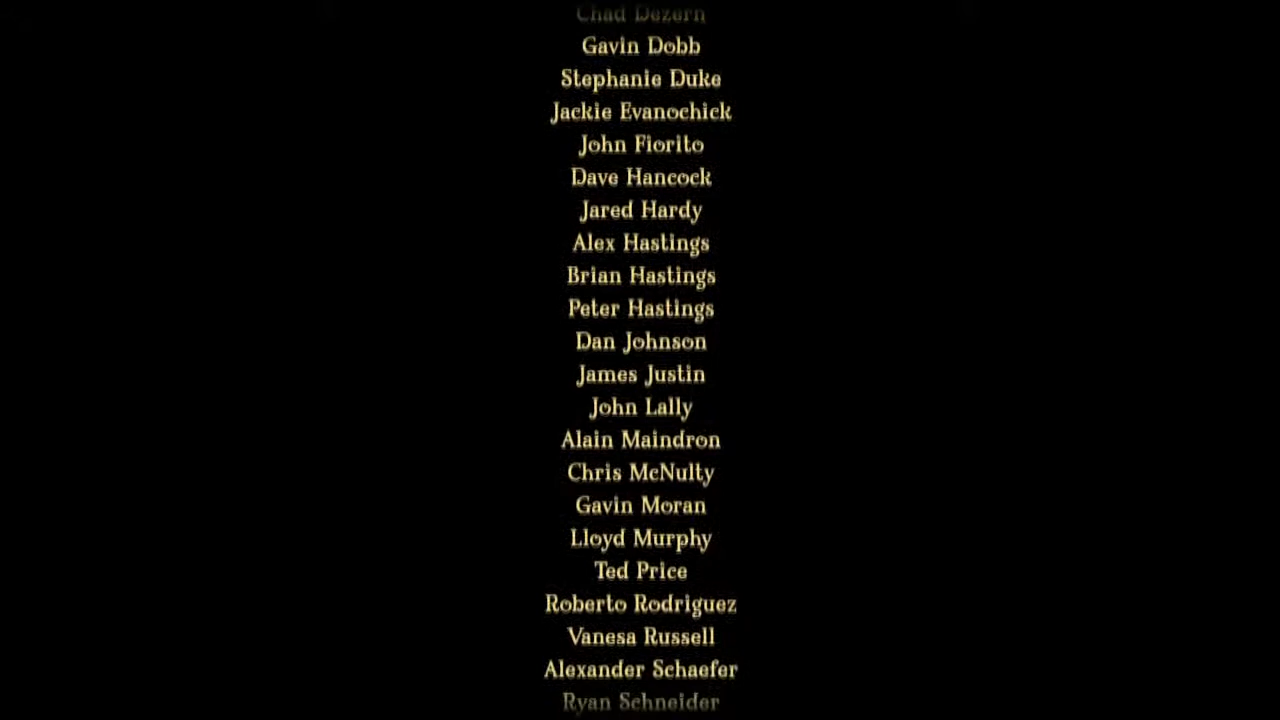 Chad Dezern
Gavin Dobb
Stephanie Duke
Jackie Evanochick
John Fiorito
Dave Hancock
Jared Hardy
Alex Hastings
Brian Hastings
Peter Hastings
Dan Johnson
James Justin
John Lally
Alain Maindron
Chris McNulty
Gavin Moran
Lloyd Murphy
Ted Price
Roberto Rodriguez
Vanesa Russell
Alexander Schaefer
Ryan Schneider